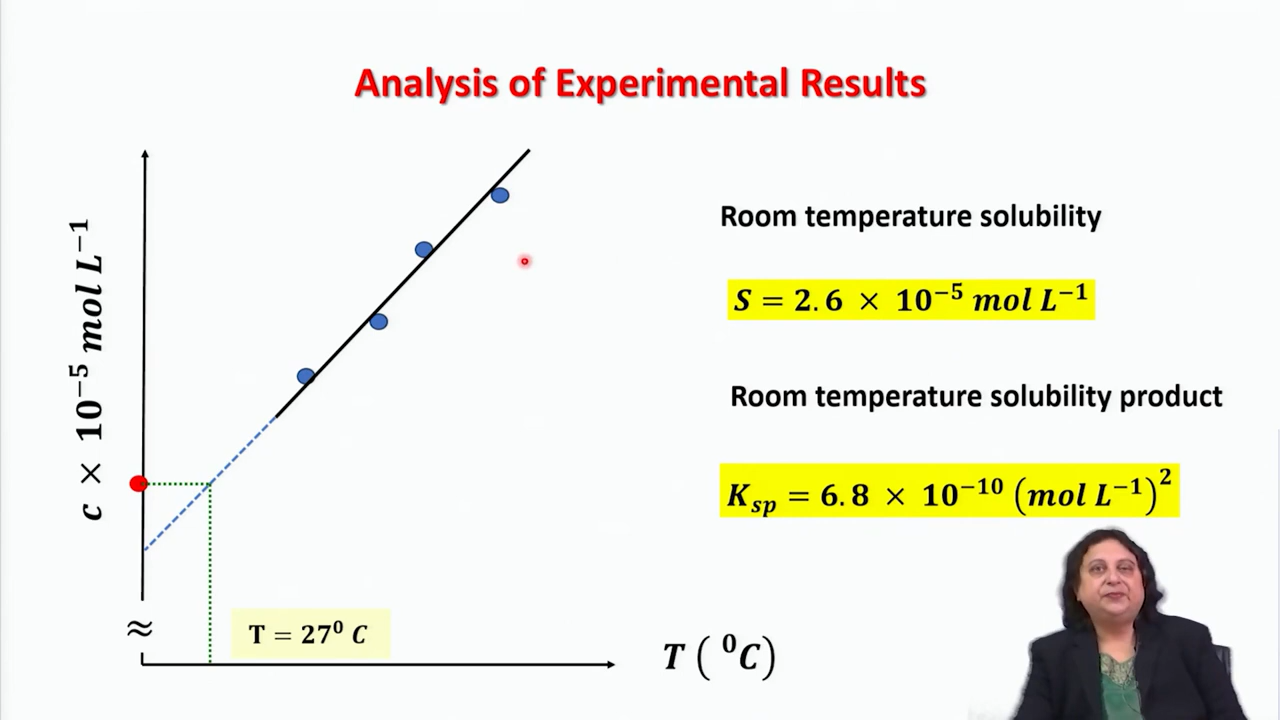 Analysis of Experimental Results
c × 10⁻⁵ mol L⁻¹
Room temperature solubility
S = 2.6 × 10⁻⁵ mol L⁻¹
Room temperature solubility product
Kₛₚ = 6.8 × 10⁻¹⁰ (mol L⁻¹)²
≈
T = 27⁰ C
T ( ⁰C)